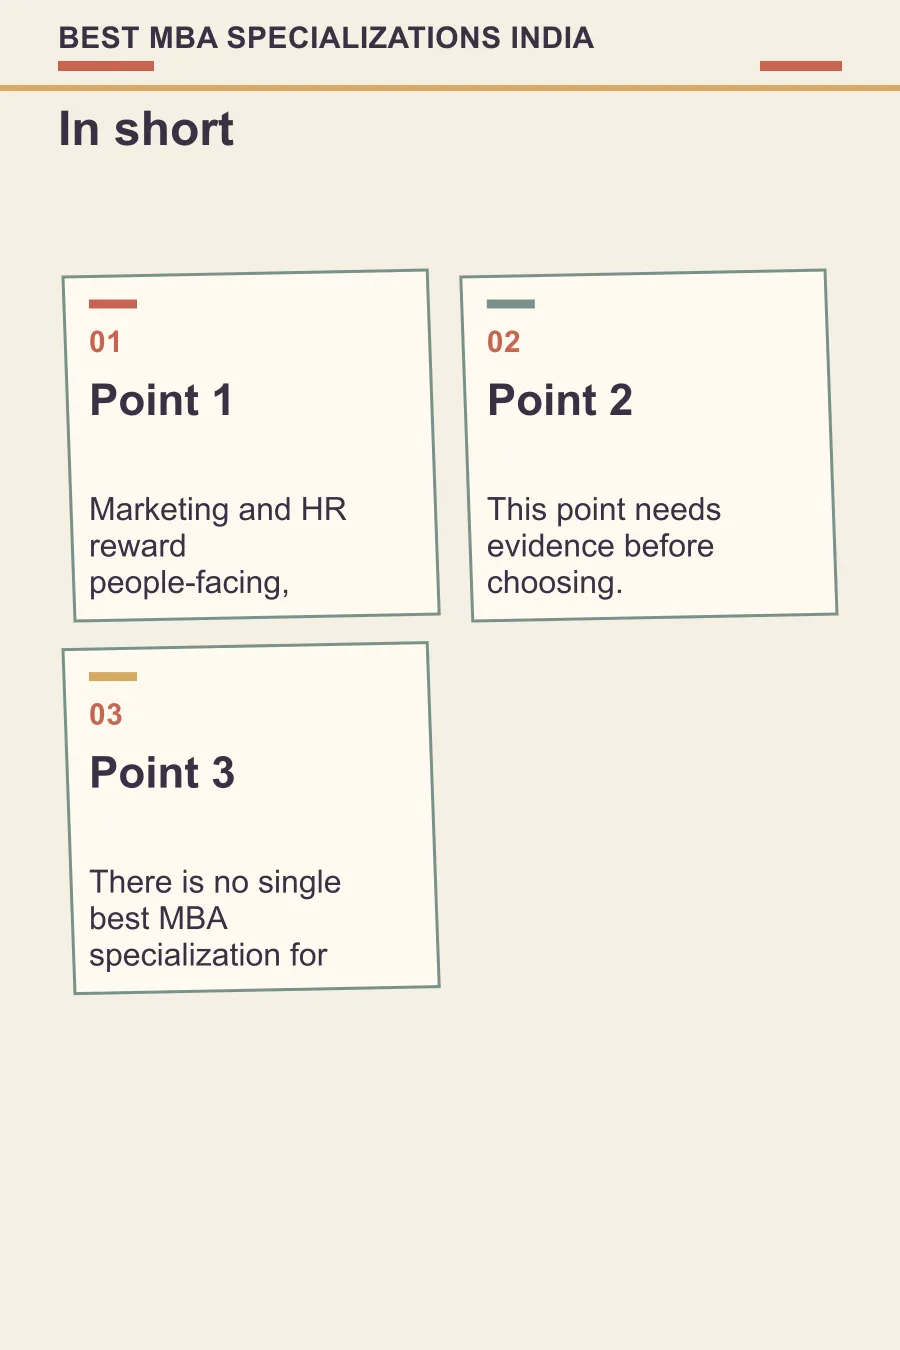 BEST MBA SPECIALIZATIONS INDIA
In short
01
Point 1
Marketing and HR
reward
people-facing,
02
Point 2
This point needs
evidence before
choosing.
03
Point 3
There is no single
best MBA
specialization for